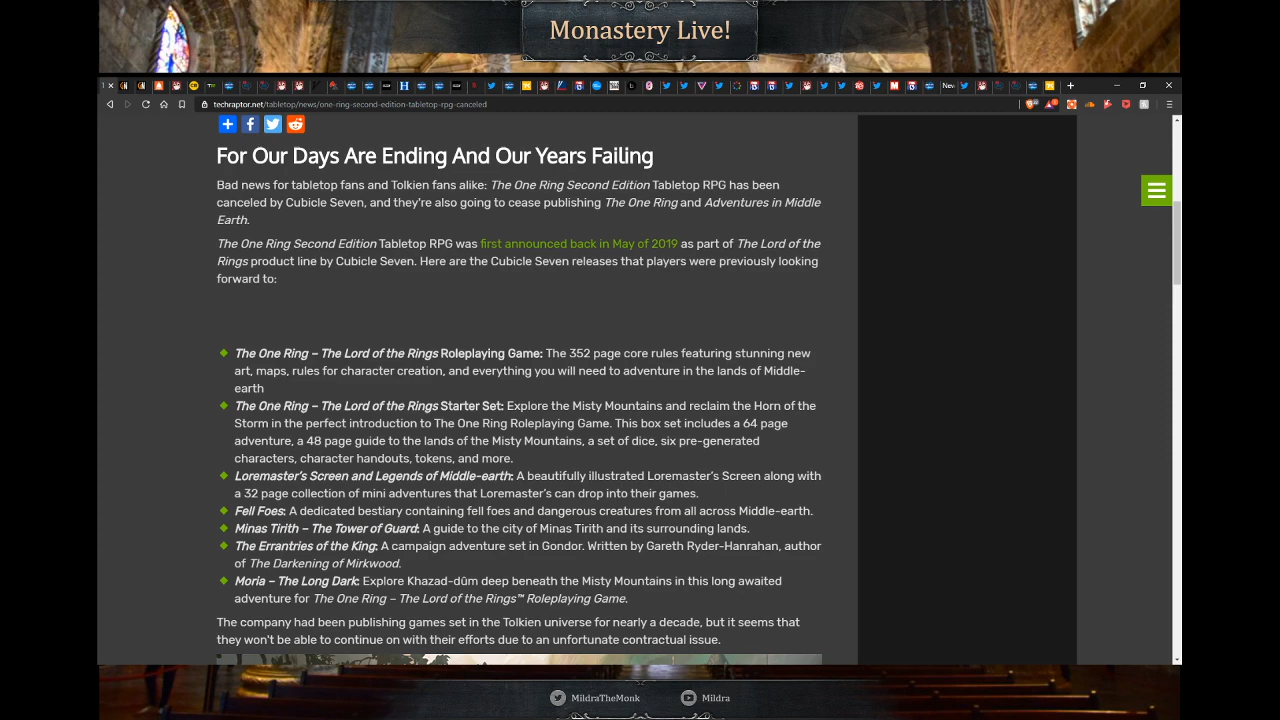 Monastery Live!
techraptor.net/tabletop/news/one-ring-second-edition-tabletop-rpg-canceled
For Our Days Are Ending And Our Years Failing
Bad news for tabletop fans and Tolkien fans alike: The One Ring Second Edition Tabletop RPG has been
canceled by Cubicle Seven, and they're also going to cease publishing The One Ring and Adventures in Middle
Earth.
The One Ring Second Edition Tabletop RPG was first announced back in May of 2019 as part of The Lord of the
Rings product line by Cubicle Seven. Here are the Cubicle Seven releases that players were previously looking
forward to:
The One Ring – The Lord of the Rings Roleplaying Game: The 352 page core rules featuring stunning new
art, maps, rules for character creation, and everything you will need to adventure in the lands of Middle-
earth
The One Ring – The Lord of the Rings Starter Set: Explore the Misty Mountains and reclaim the Horn of the
Storm in the perfect introduction to The One Ring Roleplaying Game. This box set includes a 64 page
adventure, a 48 page guide to the lands of the Misty Mountains, a set of dice, six pre-generated
characters, character handouts, tokens, and more.
Loremaster's Screen and Legends of Middle-earth: A beautifully illustrated Loremaster's Screen along with
a 32 page collection of mini adventures that Loremaster's can drop into their games.
Fell Foes: A dedicated bestiary containing fell foes and dangerous creatures from all across Middle-earth.
Minas Tirith – The Tower of Guard: A guide to the city of Minas Tirith and its surrounding lands.
The Errantries of the King: A campaign adventure set in Gondor. Written by Gareth Ryder-Hanrahan, author
of The Darkening of Mirkwood.
Moria – The Long Dark: Explore Khazad-dûm deep beneath the Misty Mountains in this long awaited
adventure for The One Ring – The Lord of the Rings™ Roleplaying Game.
The company had been publishing games set in the Tolkien universe for nearly a decade, but it seems that
they won't be able to continue on with their efforts due to an unfortunate contractual issue.
MildraTheMonk
Mildra